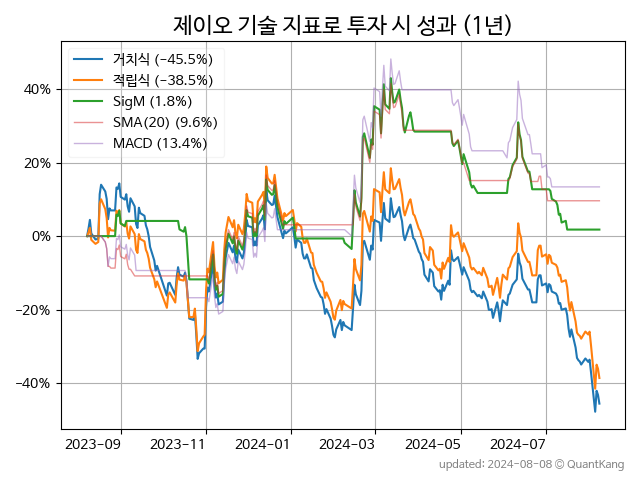 제이오 기술 지표로 투자 시 성과 (1년)
거치식 (−45.5%)
적립식 (−38.5%)
SigM (1.8%)
SMA(20) (9.6%)
MACD (13.4%)
40%
20%
0%
−20%
−40%
2023-09 2023-11 2024-01 2024-03 2024-05 2024-07
updated: 2024-08-08 © QuantKang